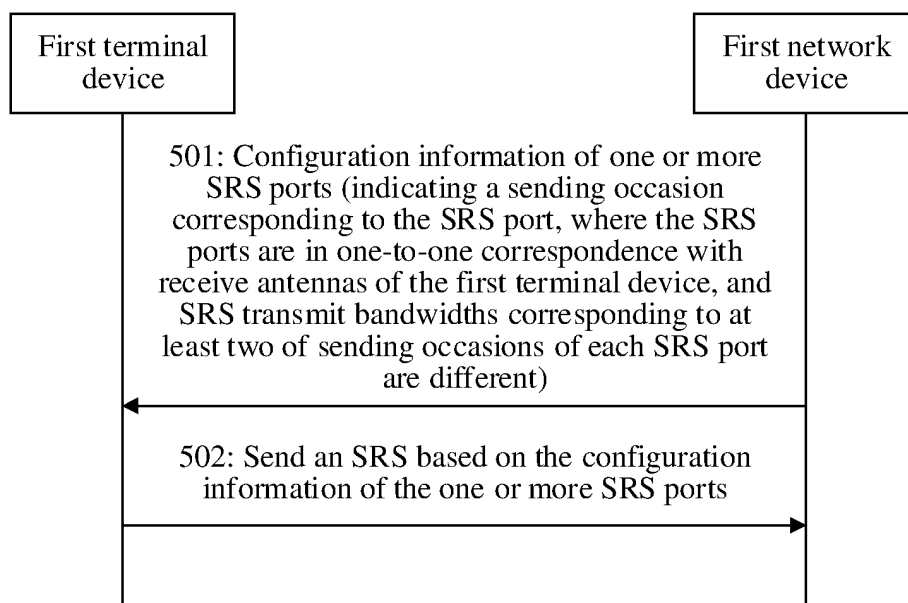 First terminal
device
First network
device
501: Configuration information of one or more
SRS ports (indicating a sending occasion
corresponding to the SRS port, where the SRS
ports are in one-to-one correspondence with
receive antennas of the first terminal device, and
SRS transmit bandwidths corresponding to at
least two of sending occasions of each SRS port
are different)
502: Send an SRS based on the configuration
information of the one or more SRS ports